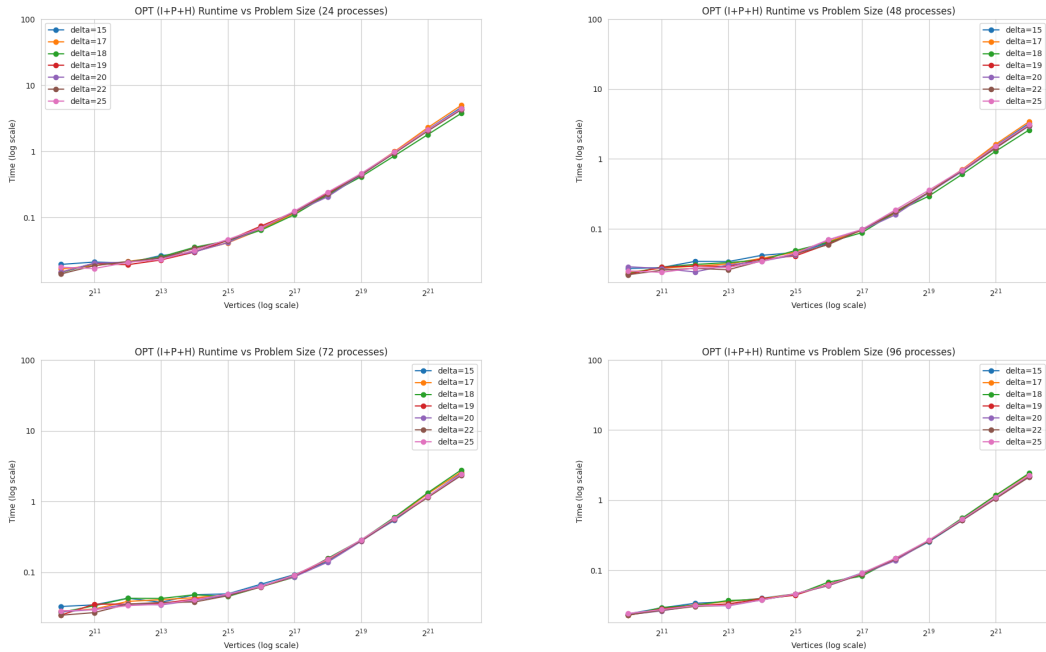 OPT (I+P+H) Runtime vs Problem Size (24 processes)
100
10
1
0.1
Time (log scale)
delta=15
delta=17
delta=18
delta=19
delta=20
delta=22
delta=25
2^11 2^13 2^15 2^17 2^19 2^21
Vertices (log scale)
OPT (I+P+H) Runtime vs Problem Size (48 processes)
100
10
1
0.1
Time (log scale)
delta=15
delta=17
delta=18
delta=19
delta=20
delta=22
delta=25
2^11 2^13 2^15 2^17 2^19 2^21
Vertices (log scale)
OPT (I+P+H) Runtime vs Problem Size (72 processes)
100
10
1
0.1
Time (log scale)
delta=15
delta=17
delta=18
delta=19
delta=20
delta=22
delta=25
2^11 2^13 2^15 2^17 2^19 2^21
Vertices (log scale)
OPT (I+P+H) Runtime vs Problem Size (96 processes)
100
10
1
0.1
Time (log scale)
delta=15
delta=17
delta=18
delta=19
delta=20
delta=22
delta=25
2^11 2^13 2^15 2^17 2^19 2^21
Vertices (log scale)